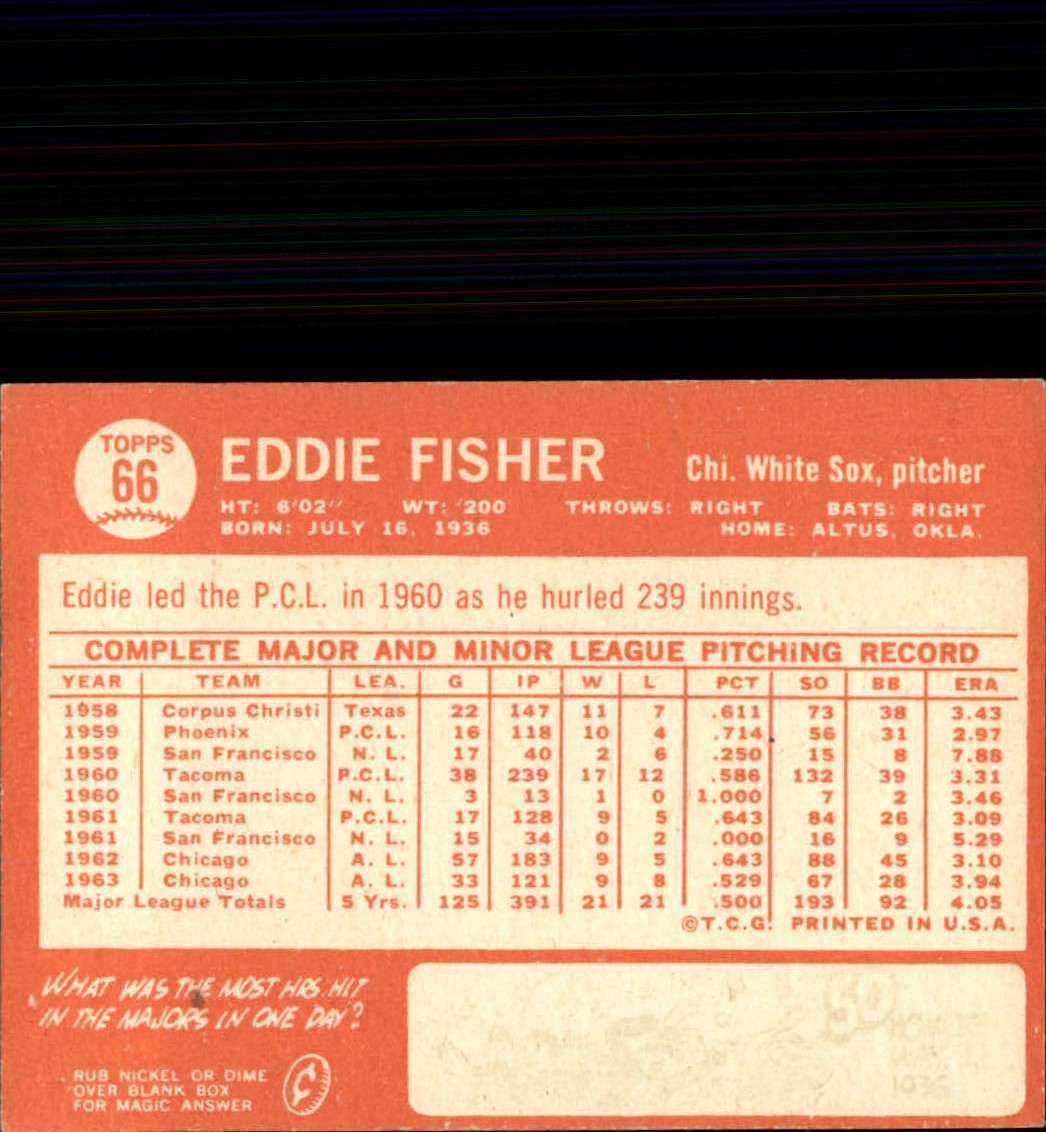 TOPPS
66
EDDIE FISHER
Chi. White Sox, pitcher
HT: 6'02" WT: 200 THROWS: RIGHT BATS: RIGHT
BORN: JULY 16, 1936 HOME: ALTUS, OKLA.
Eddie led the P.C.L. in 1960 as he hurled 239 innings.
COMPLETE MAJOR AND MINOR LEAGUE PITCHING RECORD
YEAR TEAM LEA. G IP W L PCT SO BB ERA
1958 Corpus Christi Texas 22 147 11 7 .611 73 38 3.43
1959 Phoenix P.C.L. 16 118 10 4 .714 56 31 2.97
1959 San Francisco N. L. 17 40 2 6 .250 15 8 7.88
1960 Tacoma P.C.L. 38 239 17 12 .586 132 39 3.31
1960 San Francisco N. L. 3 13 1 0 1.000 7 2 3.46
1961 Tacoma P.C.L. 17 128 9 5 .643 84 26 3.09
1961 San Francisco N. L. 15 34 0 2 .000 16 9 5.29
1962 Chicago A. L. 57 183 9 5 .643 88 45 3.10
1963 Chicago A. L. 33 121 9 8 .529 67 28 3.94
Major League Totals 5 Yrs. 125 391 21 21 .500 193 92 4.05
©T.C.G. PRINTED IN U.S.A.
WHAT WAS THE MOST HRS. HIT
IN THE MAJORS IN ONE DAY?
RUB NICKEL OR DIME
OVER BLANK BOX
FOR MAGIC ANSWER